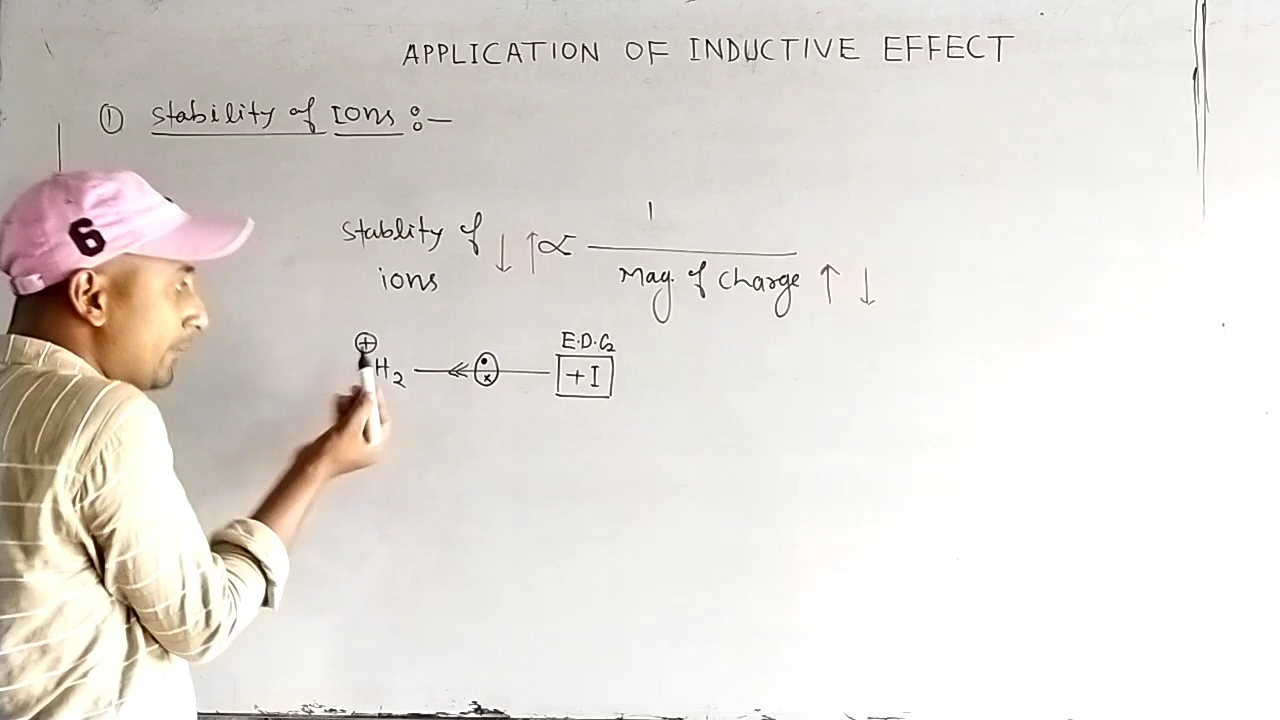 APPLICATION OF INDUCTIVE EFFECT
① Stability of Ions :—
Stablity of ions ↓ ↑ ∝ 1 / Mag. of Charge ↑ ↓
E.D.G
⊕ H2 +I
6